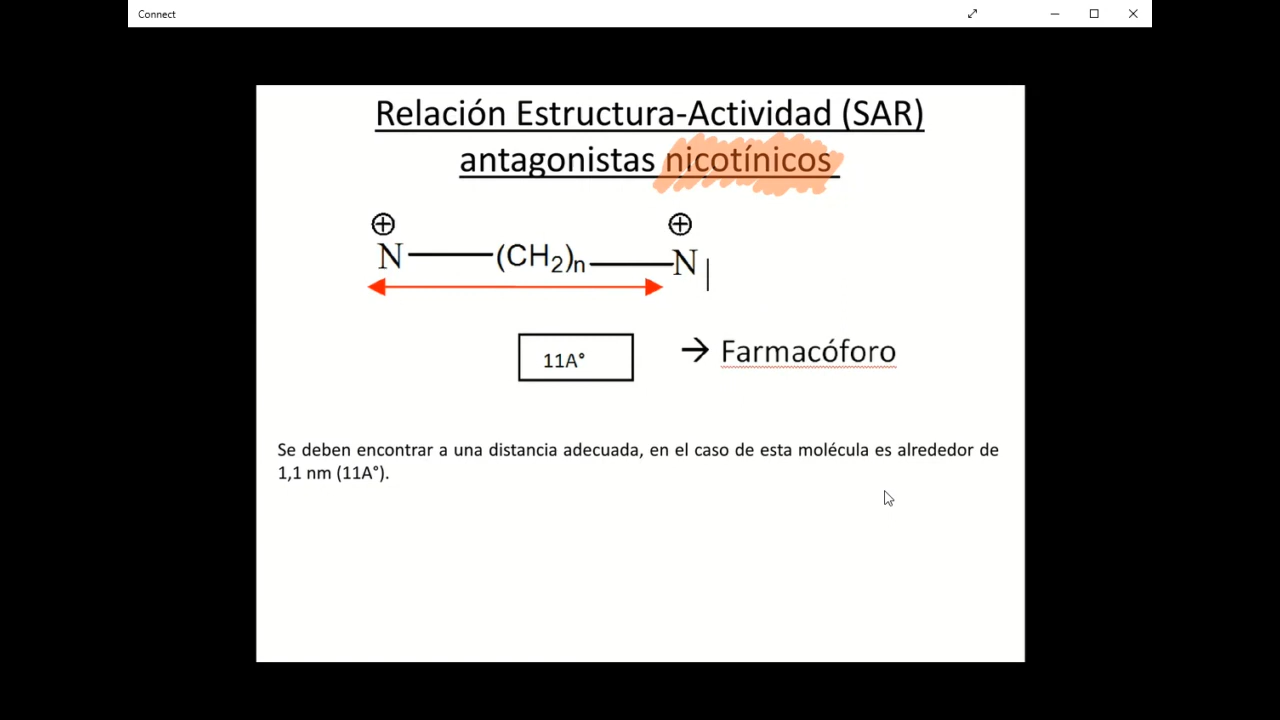 Connect
Relación Estructura-Actividad (SAR)
antagonistas nicotínicos
⊕ ⊕
N—(CH₂)ₙ—N
11A° → Farmacóforo
Se deben encontrar a una distancia adecuada, en el caso de esta molécula es alrededor de
1,1 nm (11A°).